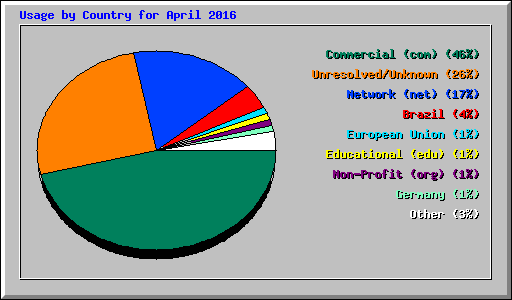 Usage by Country for April 2016
Commercial (com) (46%)
Unresolved/Unknown (26%)
Network (net) (17%)
Brazil (4%)
European Union (1%)
Educational (edu) (1%)
Non-Profit (org) (1%)
Germany (1%)
Other (3%)